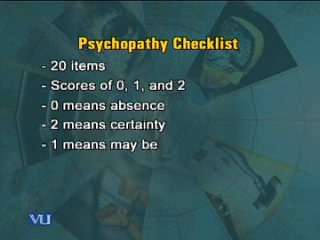 Psychopathy Checklist
- 20 items
- Scores of 0, 1, and 2
- 0 means absence
- 2 means certainty
- 1 means may be
VU